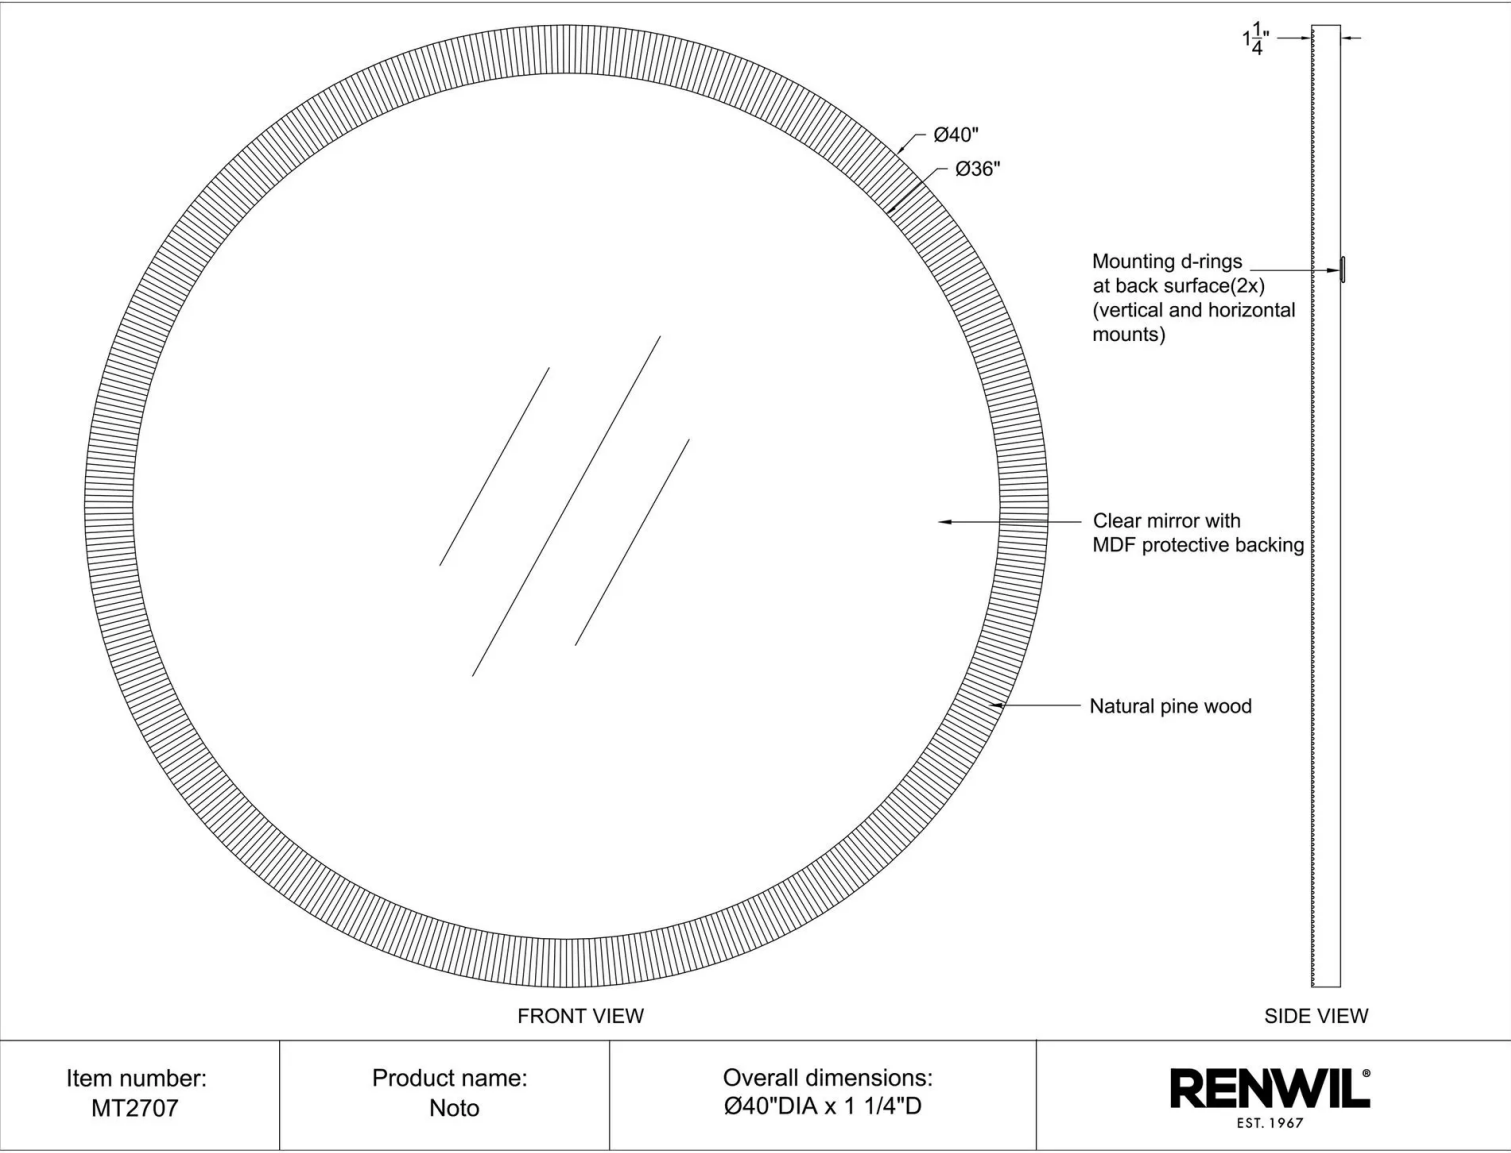 1 1/4"
Ø40"
Ø36"
Mounting d-rings
at back surface(2x)
(vertical and horizontal
mounts)
Clear mirror with
MDF protective backing
Natural pine wood
FRONT VIEW
SIDE VIEW
Item number:
MT2707
Product name:
Noto
Overall dimensions:
Ø40"DIA x 1 1/4"D
RENWIL®
EST. 1967